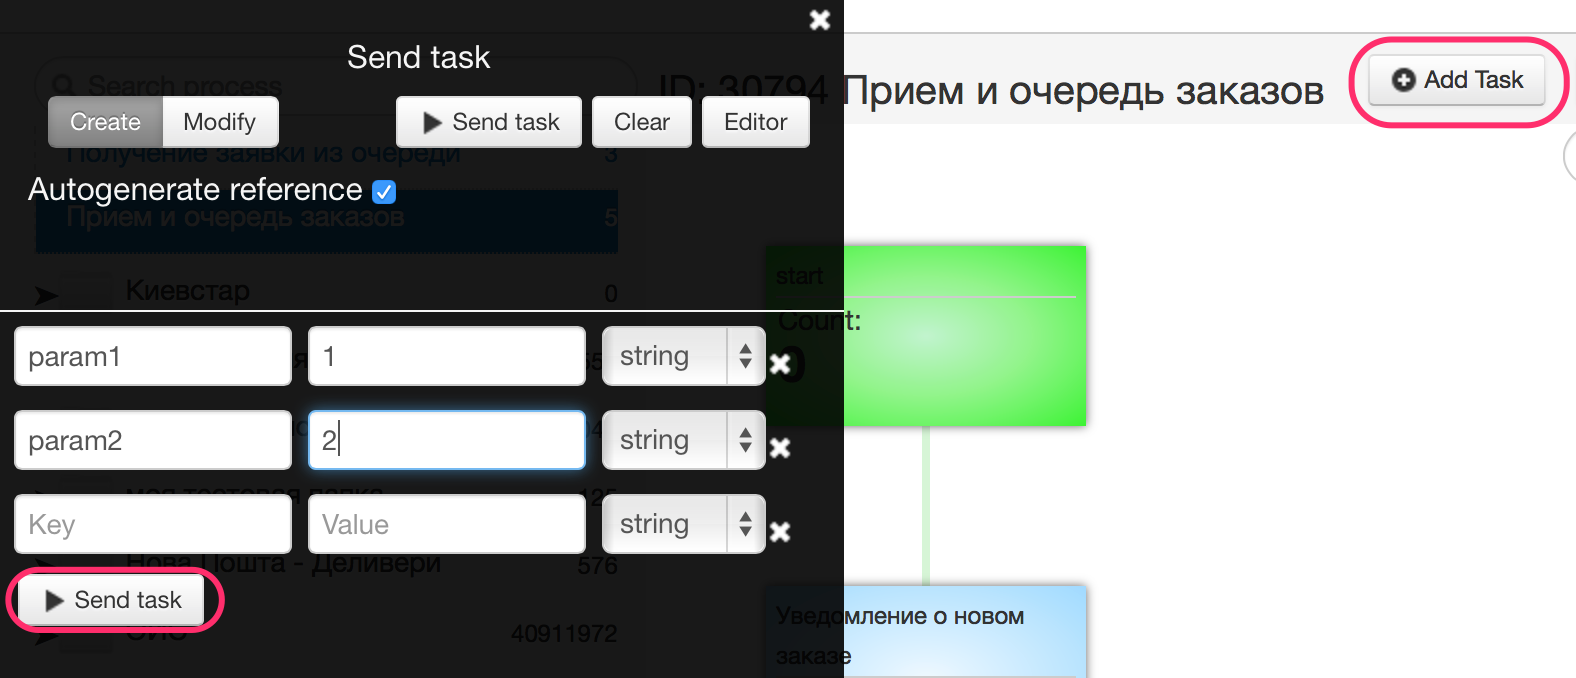 Send task
Search process
ID: 30794 Прием и очередь заказов
Add Task
Create
Modify
Send task
Clear
Editor
Получение заявки из очереди 3
Autogenerate reference
Прием и очередь заказов 5
start
Киевстар 0
Count:
0
param1
1
string
param2
2
string
моя тестовая папка 125
Key
Value
string
Нова Пошта - Деливери 576
Send task
40911972
Уведомление о новом
заказе